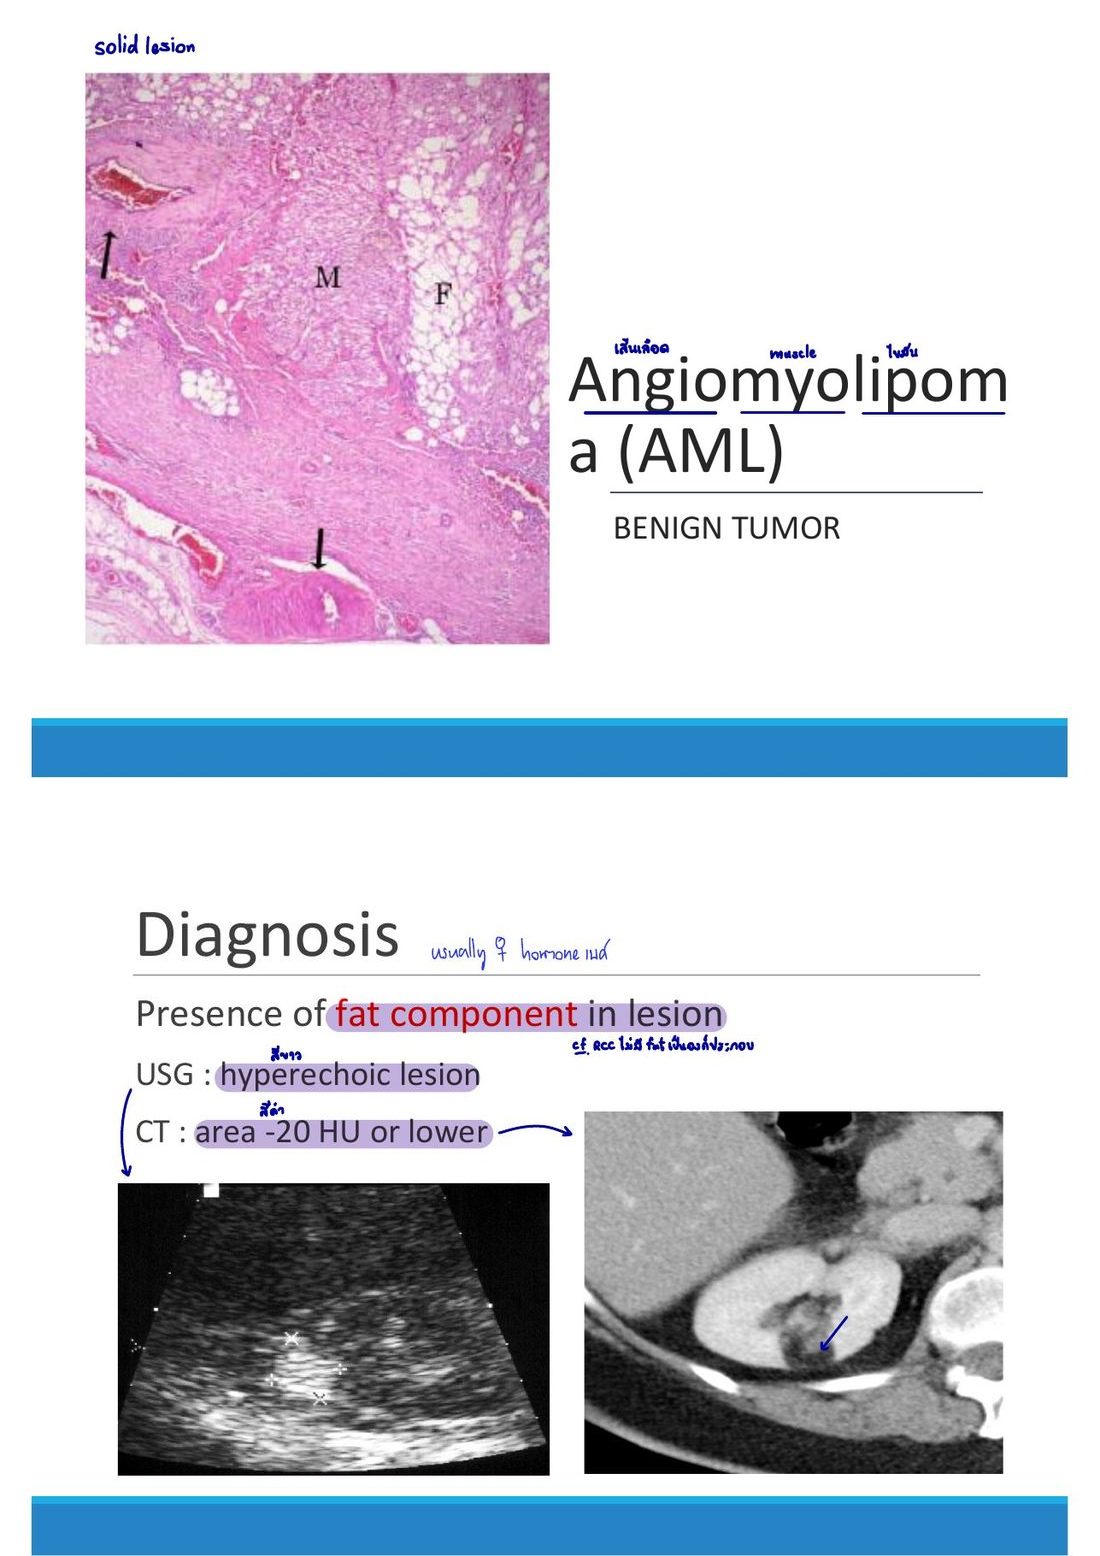 solid lesion
M
F
เส้นเลือด muscle ไขมัน
Angiomyolipom
a (AML)
BENIGN TUMOR
Diagnosis usually ♀ hormone เพศ
Presence of fat component in lesion
cf. RCC ไม่มี fat เป็นองค์ประกอบ
สีขาว
USG : hyperechoic lesion
สีดำ
CT : area -20 HU or lower